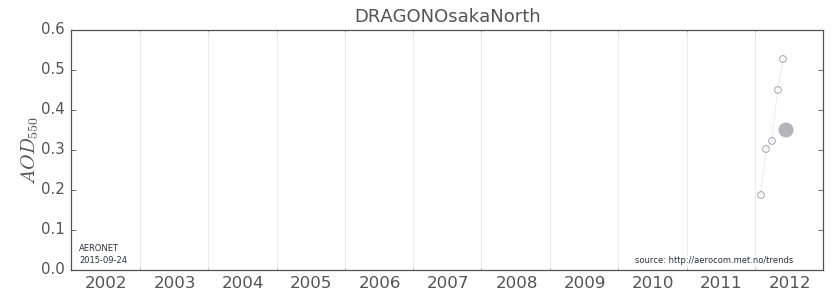 DRAGONOsakaNorth
0.6
0.5
0.4
0.3
0.2
0.1
0.0
AOD550
AERONET
2015-09-24
source: http://aerocom.met.no/trends
2002 2003 2004 2005 2006 2007 2008 2009 2010 2011 2012